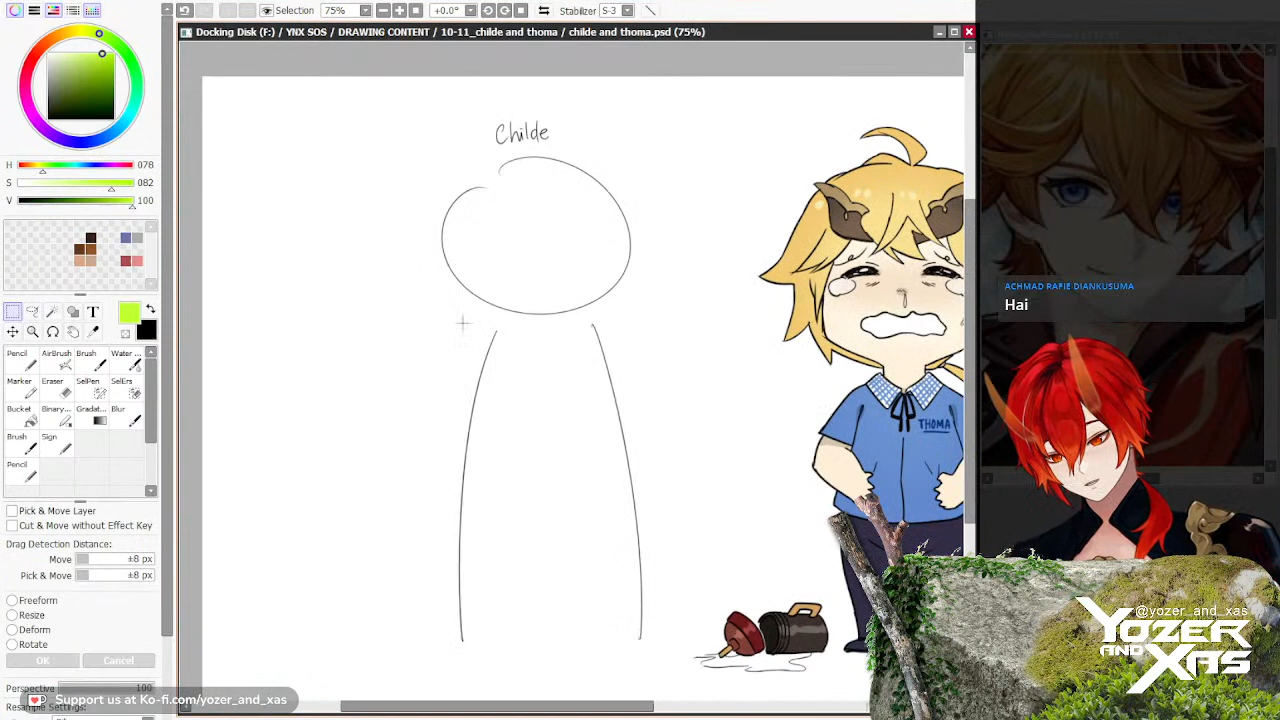 Selection 75% +0.0° Stabilizer S-3
Docking Disk (F:) / YNX SOS / DRAWING CONTENT / 10-11_childe and thoma / childe and thoma.psd (75%)
H 078
S 082
V 100
T
Pencil AirBrush Brush Water ..
Marker Eraser SelPen SelErs
Bucket Binary... Gradat... Blur
Brush Sign
Pencil
Pick & Move Layer
Cut & Move without Effect Key
Drag Detection Distance:
Move ±8 px
Pick & Move ±8 px
Freeform
Resize
Deform
Rotate
OK Cancel
Perspective 100
Resample Settings:
Support us at Ko-fi.com/yozer_and_xas
Childe
THOMA
ACHMAD RAFIE DIANKUSUMA
Hai
@yozer_and_xas
YOZER
AND XAS